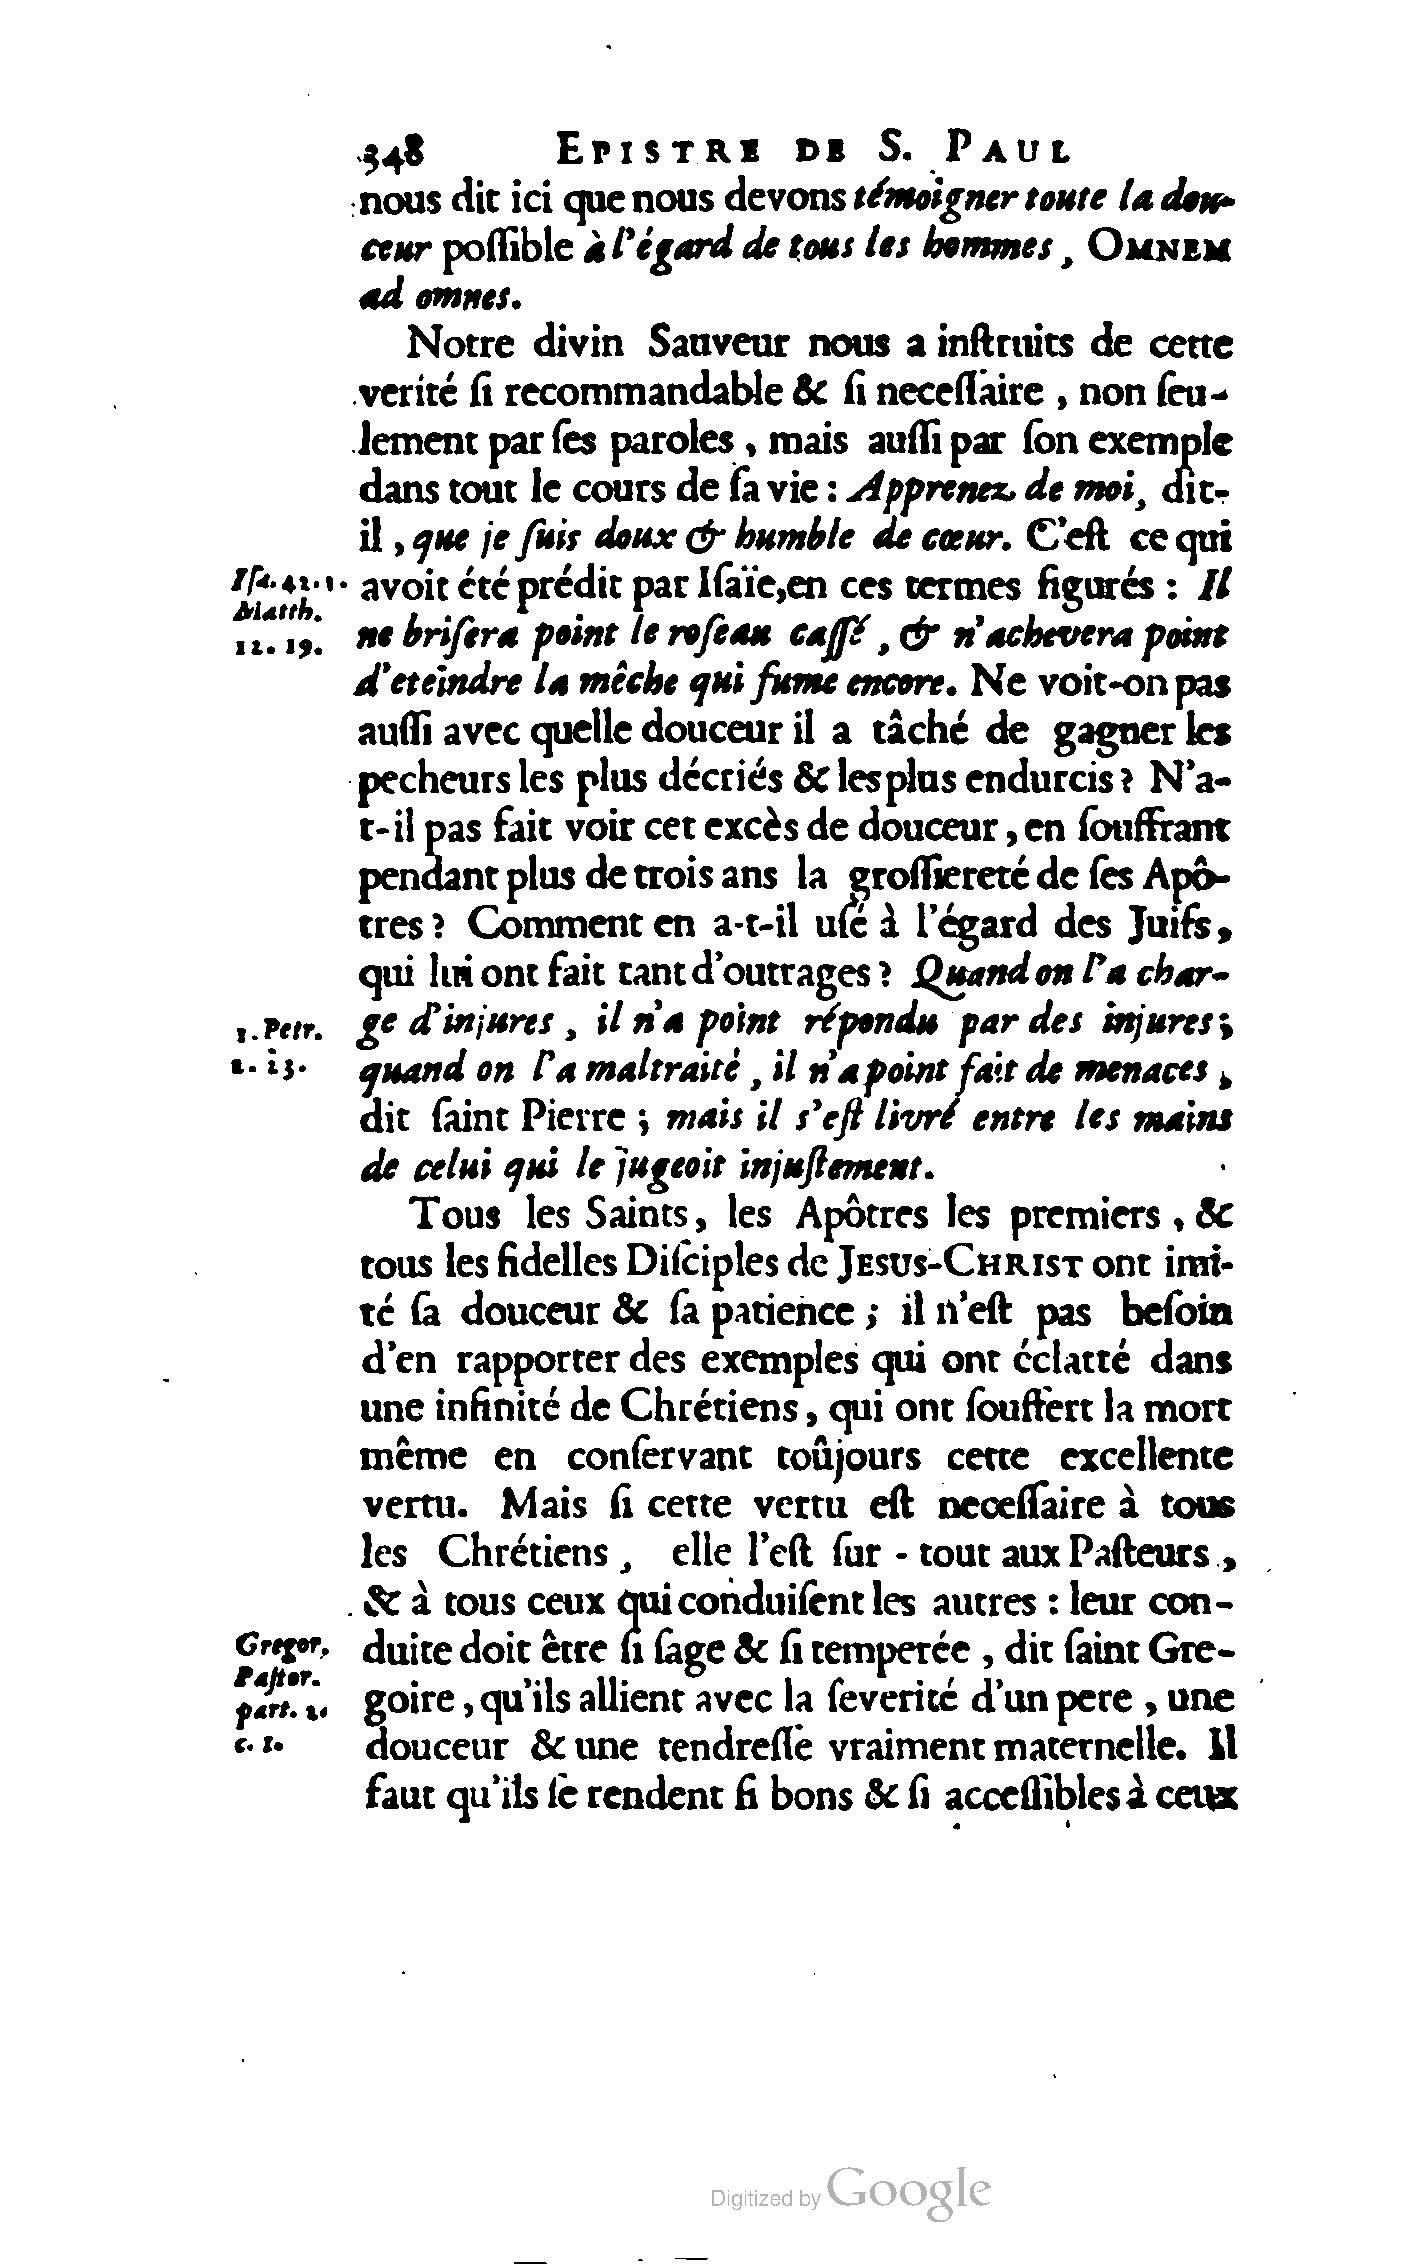 348 EPISTRE DE S. PAUL
nous dit ici que nous devons témoigner toute la dou-
ceur poſſible à l'égard de tous les hommes, OMNEM
ad omnes.
Notre divin Sauveur nous a inſtruits de cette
verité ſi recommandable & ſi neceſſaire, non ſeu-
lement par ſes paroles, mais auſſi par ſon exemple
dans tout le cours de ſa vie : Apprenez de moi, dit-
il, que je ſuis doux & humble de cœur. C'eſt ce qui
Iſa. 42. 1. avoit été prédit par Iſaïe, en ces termes figurés : Il
Matth.
12. 19. ne briſera point le roſeau caſſé, & n'achevera point
d'eteindre la mêche qui fume encore. Ne voit-on pas
auſſi avec quelle douceur il a tâché de gagner les
pecheurs les plus décriés & les plus endurcis ? N'a-
t-il pas fait voir cet excès de douceur, en ſouffrant
pendant plus de trois ans la groſſiereté de ſes Apô-
tres ? Comment en a-t-il uſé à l'égard des Juifs,
qui lui ont fait tant d'outrages ? Quand on l'a char-
1. Petr. ge d'injures, il n'a point répondu par des injures ;
2. 23. quand on l'a maltraité, il n'a point fait de menaces,
dit ſaint Pierre ; mais il s'eſt livré entre les mains
de celui qui le jugeoit injuſtement.
Tous les Saints, les Apôtres les premiers, &
tous les fidelles Diſciples de JESUS-CHRIST ont imi-
té ſa douceur & ſa patience ; il n'eſt pas beſoin
d'en rapporter des exemples qui ont éclatté dans
une infinité de Chrétiens, qui ont ſouffert la mort
même en conſervant toûjours cette excellente
vertu. Mais ſi cette vertu eſt neceſſaire à tous
les Chrétiens, elle l'eſt ſur-tout aux Paſteurs,
& à tous ceux qui conduiſent les autres : leur con-
Gregor. duite doit être ſi ſage & ſi temperée, dit ſaint Gre-
Paſtor.
part. 2. goire, qu'ils allient avec la ſeverité d'un pere, une
c. 1. douceur & une tendreſſe vraiment maternelle. Il
faut qu'ils ſe rendent ſi bons & ſi acceſſibles à ceux
Digitized by Google